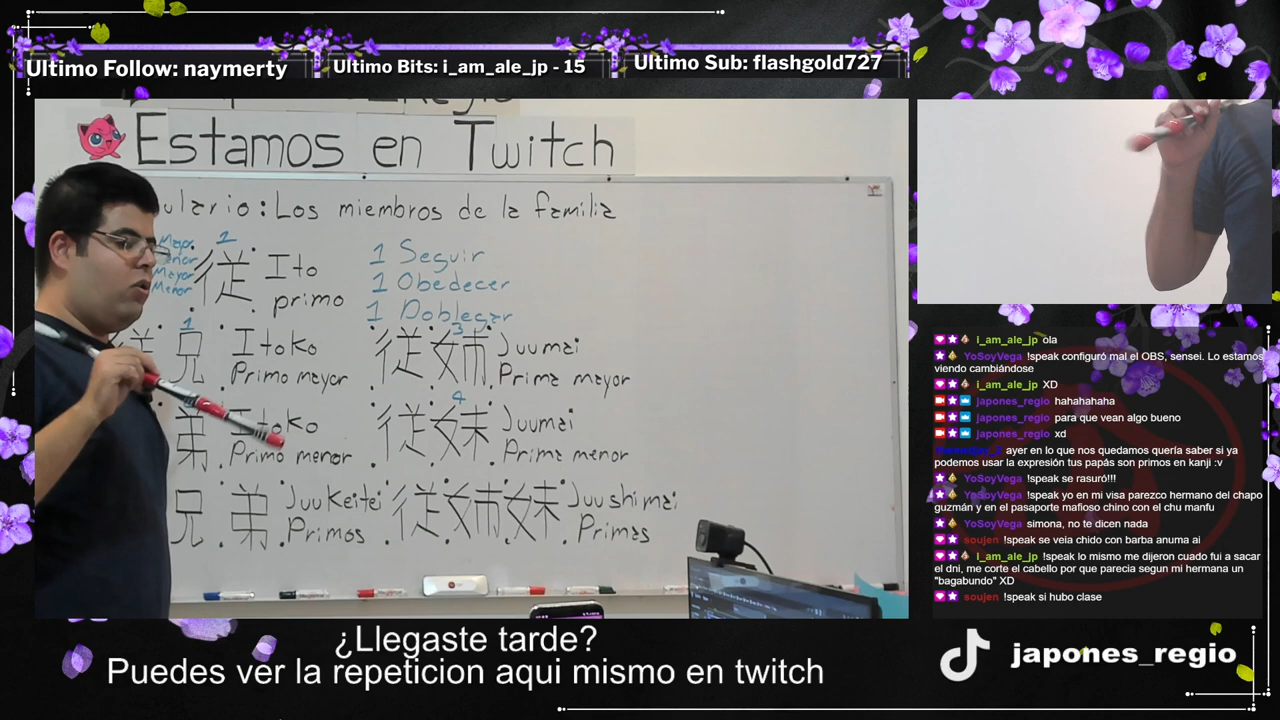 Ultimo Follow: naymerty
Ultimo Bits: i_am_ale_jp - 15
Ultimo Sub: flashgold727
Estamos en Twitch
ulario: Los miembros de la familia
Mayor
Menor
2
従 Ito
primo
1 Seguir
1 Obedecer
1 Doblegar
1
兄 Itoko
Primo mayor
3
従姉 Juumai
Prima mayor
弟 Itoko
Primo menor
4
従妹 Juumai
Prima menor
兄弟 Juukeitei
Primos
従姉妹 Juushimai
Primas
i_am_ale_jp ola
YoSoyVega !speak configuró mal el OBS, sensei. Lo estamos
viendo cambiándose
i_am_ale_jp XD
japones_regio hahahahaha
japones_regio para que vean algo bueno
japones_regio xd
ayer en lo que nos quedamos quería saber si ya
podemos usar la expresión tus papás son primos en kanji :v
YoSoyVega !speak se rasuró!!!
YoSoyVega !speak yo en mi visa parezco hermano del chapo
guzmán y en el pasaporte mafioso chino con el chu manfu
YoSoyVega simona, no te dicen nada
soujen !speak se veia chido con barba anuma ai
i_am_ale_jp !speak lo mismo me dijeron cuado fui a sacar
el dni, me corte el cabello por que parecia segun mi hermana un
"bagabundo" XD
soujen !speak si hubo clase
¿Llegaste tarde?
Puedes ver la repeticion aqui mismo en twitch
japones_regio